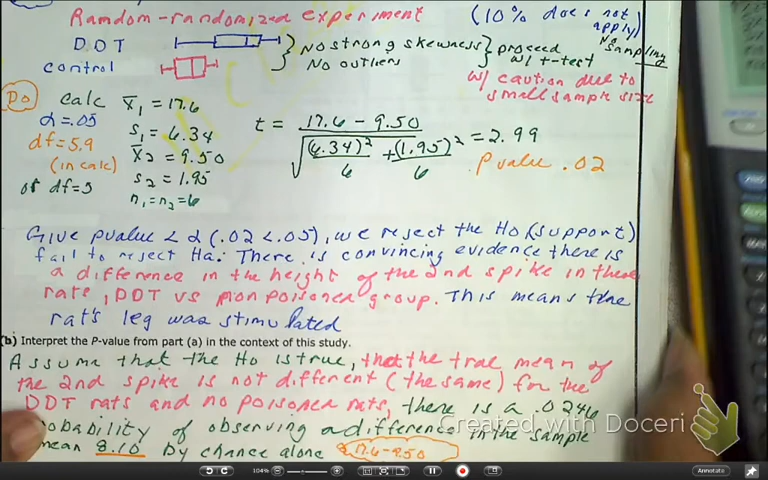 Random-randomized experiment
(10% does not apply)
No Sampling
DDT
control
No strong skewness
No outliers
proceed w/ t-test
w/ caution due to small sample size
Do
calc
α=.05
df=5.9
(in calc)
or df=5
x̄1 = 17.6
s1 = 6.34
x̄2 = 9.50
s2 = 1.95
n1=n2=6
t = 17.6 - 9.50 / √((6.34)²/6 + (1.95)²/6) = 2.99
P value .02
Give pvalue < α (.02 < .05), we reject the Ho (support)
fail to reject Ha. There is convincing evidence there is
a difference in the height of the 2nd spike in these
rats, DDT vs non poisoned group. This means the
rat's leg was stimulated
(b) Interpret the P-value from part (a) in the context of this study.
Assume that the Ho is true, that the true mean of
the 2nd spike is not different (the same) for the
DDT rats and no poisoned rats, there is a .0246
probability of observing a difference in the sample
mean 8.10 by chance alone 17.6-9.50
created with Doceri
104%
Annotate